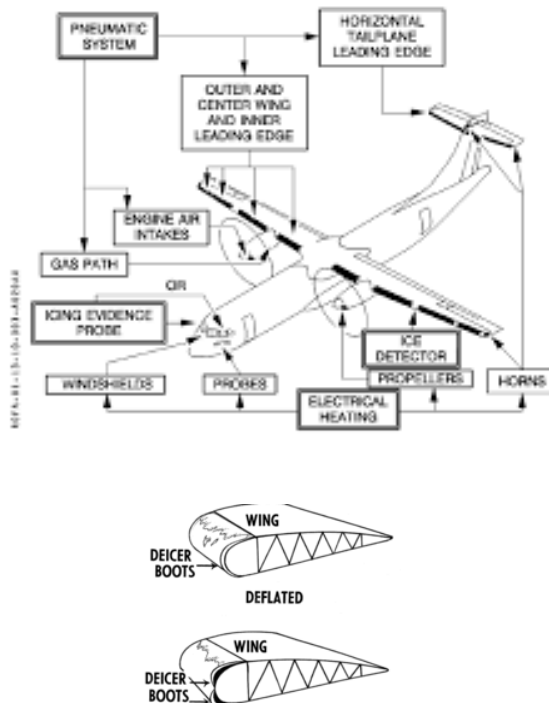 PNEUMATIC
SYSTEM
HORIZONTAL
TAILPLANE
LEADING EDGE
OUTER AND
CENTER WING
AND INNER
LEADING EDGE
ENGINE AIR
INTAKES
GAS PATH
OR
ICING EVIDENCE
PROBE
ICE
DETECTOR
WINDSHIELDS
PROBES
PROPELLERS
HORNS
ELECTRICAL
HEATING
WING
DEICER
BOOTS
DEFLATED
WING
DEICER
BOOTS